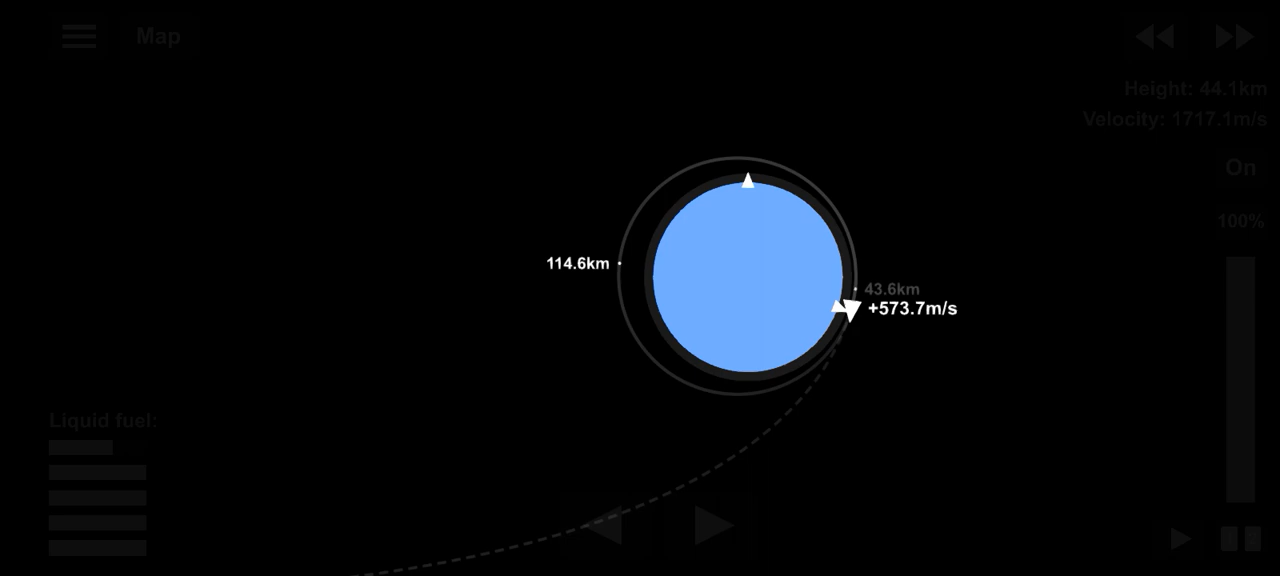 Map
Height: 44.1km
Velocity: 1717.1m/s
On
100%
114.6km
43.6km
+573.7m/s
Liquid fuel: